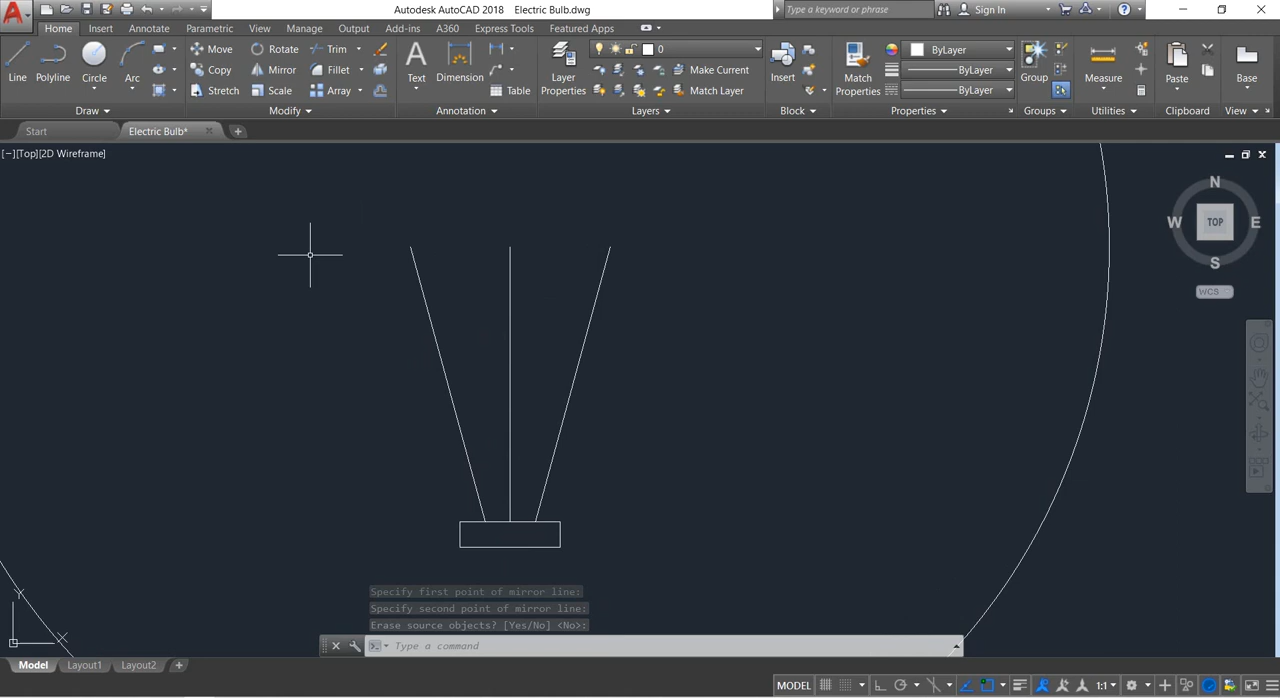 Autodesk AutoCAD 2018 Electric Bulb.dwg
Type a keyword or phrase
Sign In
Home Insert Annotate Parametric View Manage Output Add-ins A360 Express Tools Featured Apps
Line Polyline Circle Arc
Move Rotate Trim
Copy Mirror Fillet
Stretch Scale Array
Text Dimension Table
Layer Properties
0
Make Current
Match Layer
Insert
Match Properties
ByLayer
ByLayer
ByLayer
Group
Measure
Paste
Base
Draw Modify Annotation Layers Block Properties Groups Utilities Clipboard View
Start Electric Bulb*
[−][Top][2D Wireframe]
N
W TOP E
S
WCS
Specify first point of mirror line:
Specify second point of mirror line:
Erase source objects? [Yes/No] <No>:
Type a command
Y
X
Model Layout1 Layout2
MODEL 1:1